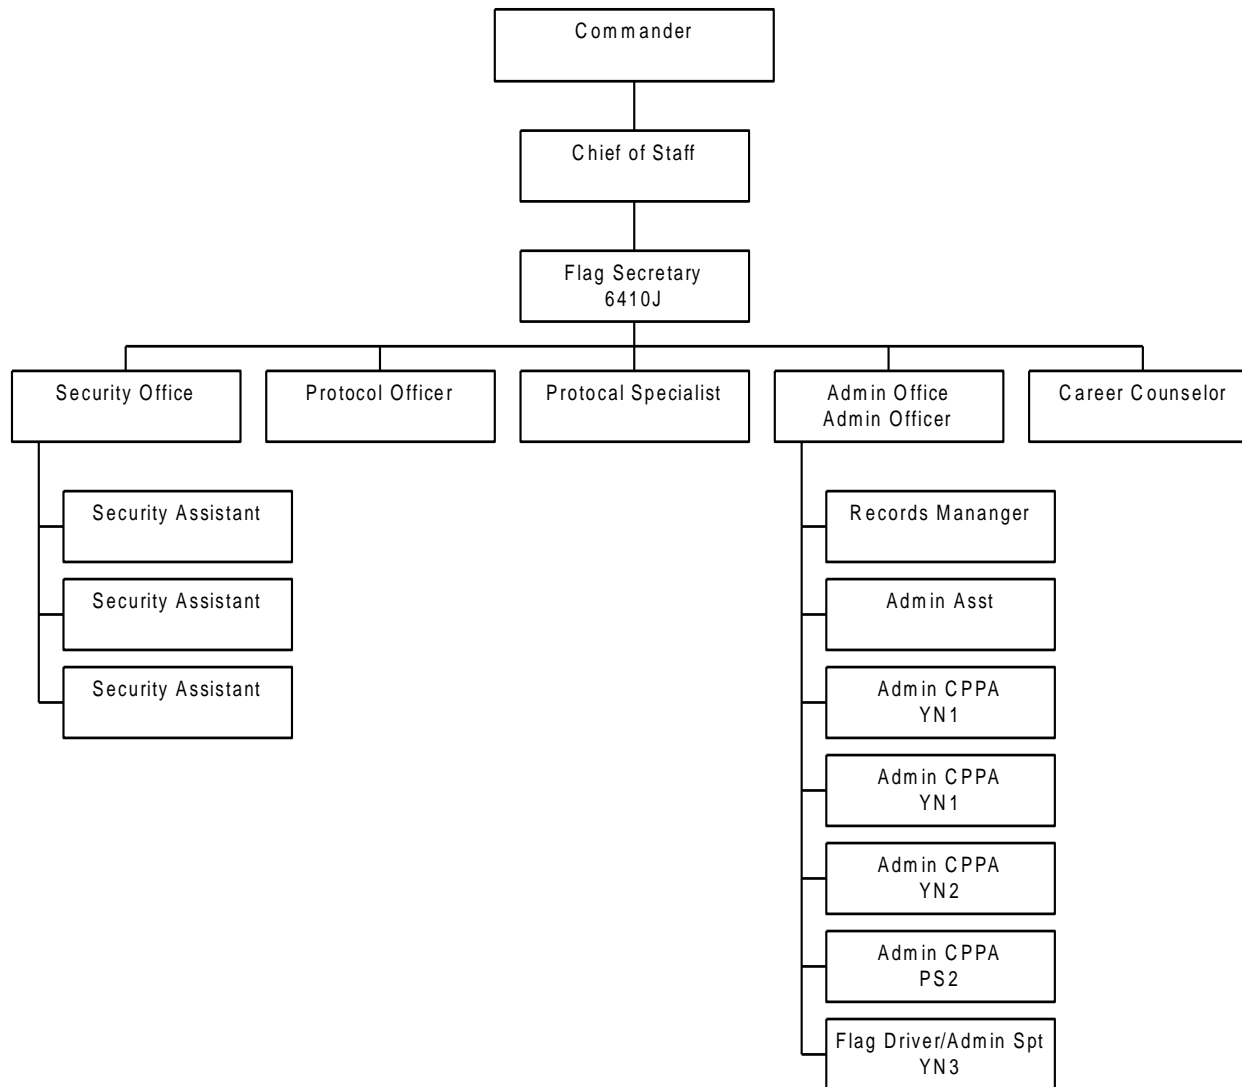 Commander
Chief of Staff
Flag Secretary
6410J
Security Office
Protocol Officer
Protocal Specialist
Admin Office
Admin Officer
Career Counselor
Security Assistant
Security Assistant
Security Assistant
Records Mananger
Admin Asst
Admin CPPA
YN1
Admin CPPA
YN1
Admin CPPA
YN2
Admin CPPA
PS2
Flag Driver/Admin Spt
YN3